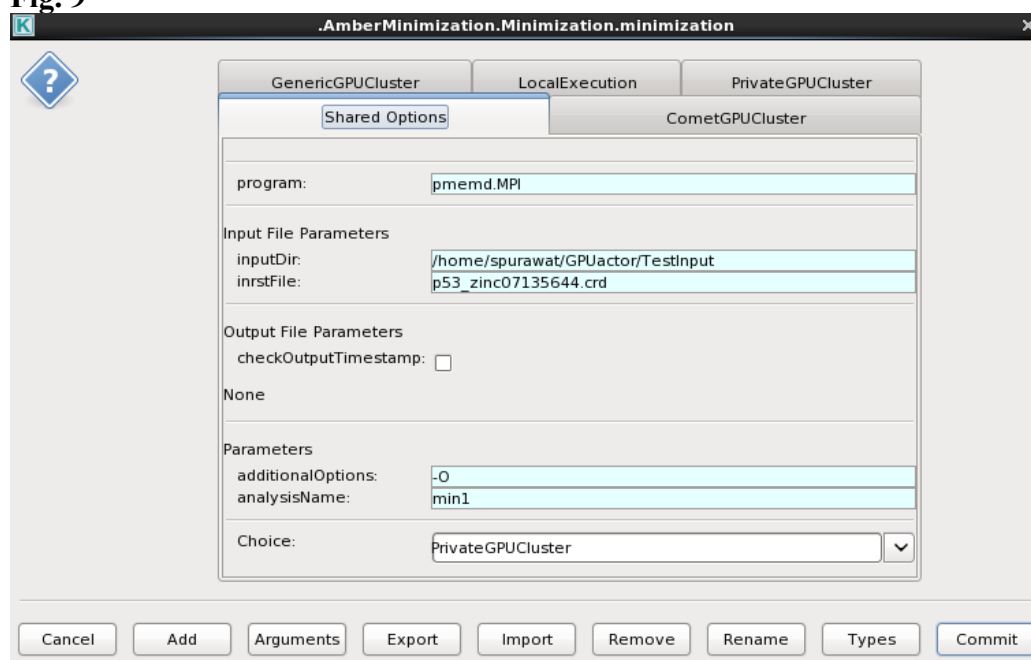 K .AmberMinimization.Minimization.minimization x
?
GenericGPUCluster LocalExecution PrivateGPUCluster
Shared Options CometGPUCluster
program: pmemd.MPI
Input File Parameters
inputDir: /home/spurawat/GPUactor/TestInput
inrstFile: p53_zinc07135644.crd
Output File Parameters
checkOutputTimestamp:
None
Parameters
additionalOptions: -O
analysisName: min1
Choice: PrivateGPUCluster
Cancel Add Arguments Export Import Remove Rename Types Commit